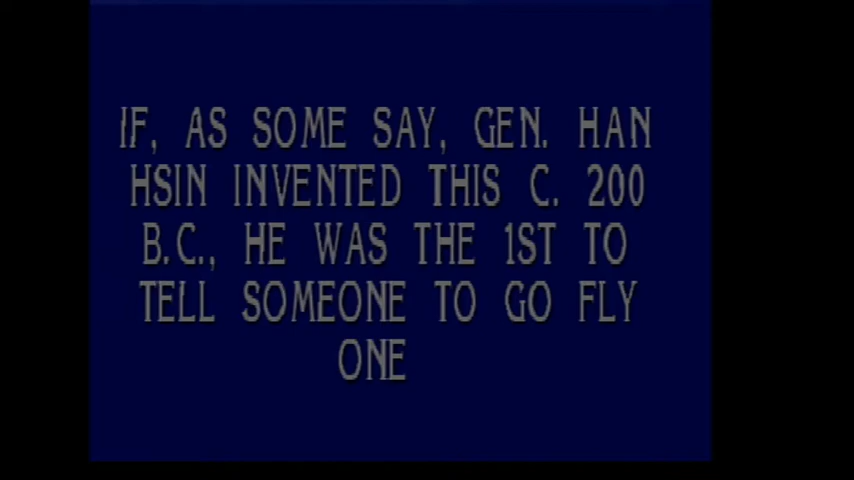 IF, AS SOME SAY, GEN. HAN
HSIN INVENTED THIS C. 200
B.C., HE WAS THE 1ST TO
TELL SOMEONE TO GO FLY
ONE